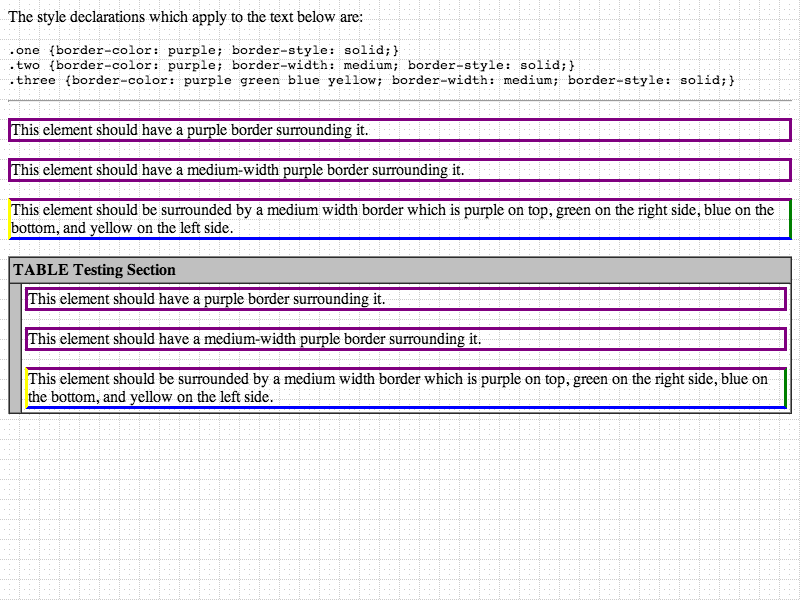 The style declarations which apply to the text below are:
.one {border-color: purple; border-style: solid;}
.two {border-color: purple; border-width: medium; border-style: solid;}
.three {border-color: purple green blue yellow; border-width: medium; border-style: solid;}
This element should have a purple border surrounding it.
This element should have a medium-width purple border surrounding it.
This element should be surrounded by a medium width border which is purple on top, green on the right side, blue on the
bottom, and yellow on the left side.
TABLE Testing Section
This element should have a purple border surrounding it.
This element should have a medium-width purple border surrounding it.
This element should be surrounded by a medium width border which is purple on top, green on the right side, blue on
the bottom, and yellow on the left side.